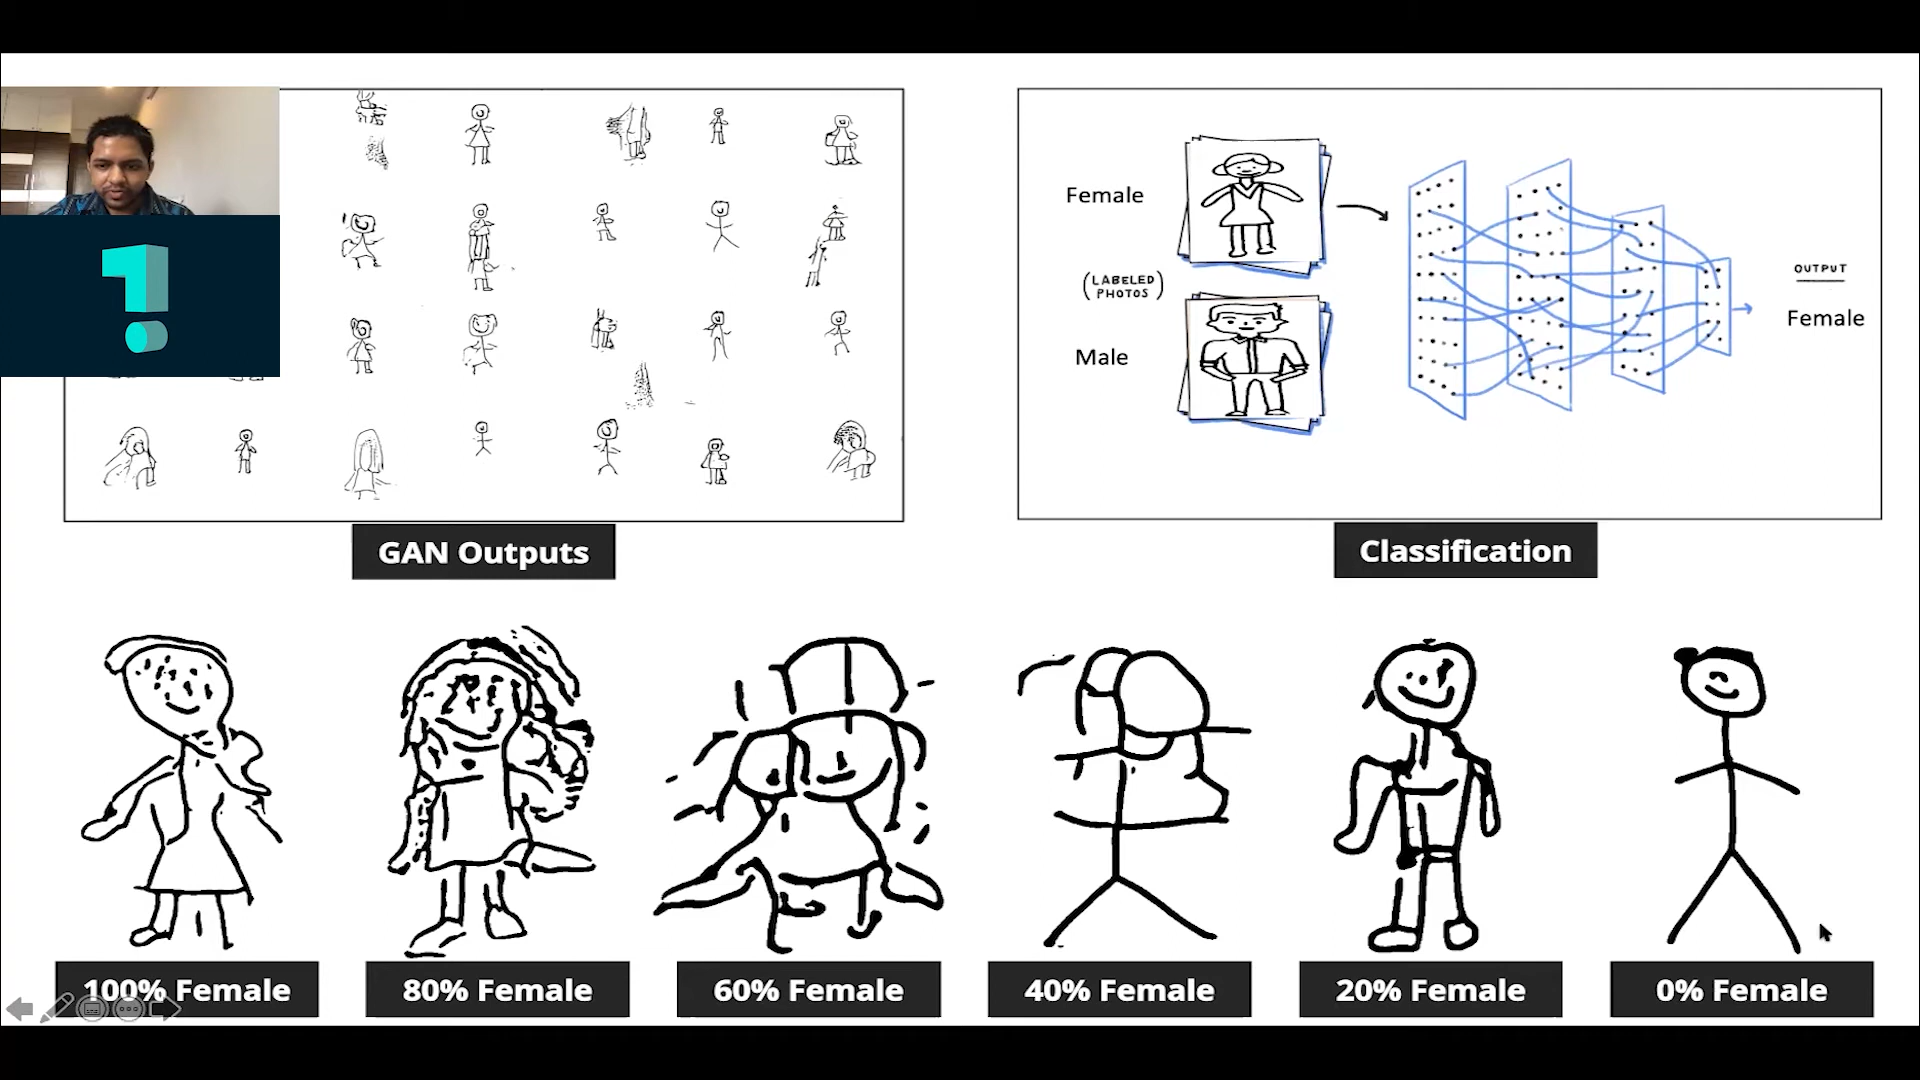 Female
(LABELED
PHOTOS)
Male
OUTPUT
Female
GAN Outputs
Classification
100% Female
80% Female
60% Female
40% Female
20% Female
0% Female